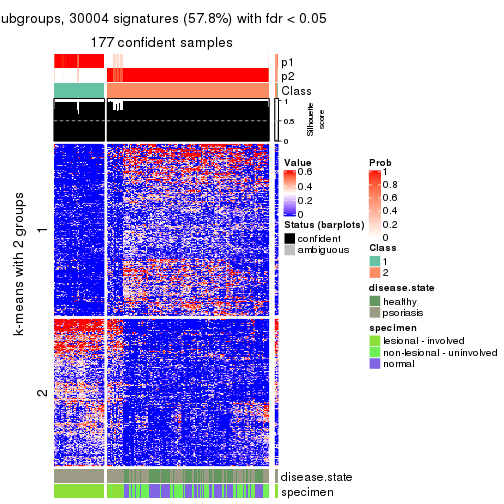 ubgroups, 30004 signatures (57.8%) with fdr < 0.05
177 confident samples
p1
p2
Class
1
0.5
0
Silhouette
score
k-means with 2 groups
1
2
disease.state
specimen
Value
0.6
0.4
0.2
0
Status (barplots)
confident
ambiguous
Prob
1
0.8
0.6
0.4
0.2
0
Class
1
2
disease.state
healthy
psoriasis
specimen
lesional - involved
non-lesional - uninvolved
normal